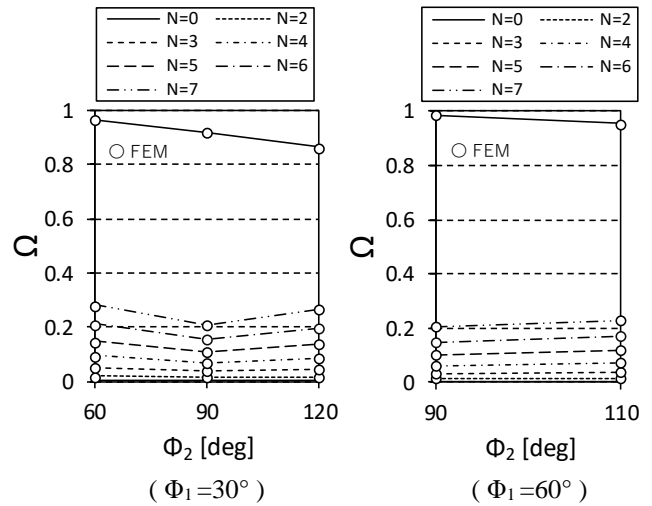 N=0 N=2
N=3 N=4
N=5 N=6
N=7
1
0.8
0.6
0.4
0.2
0
Ω
FEM
60 90 120
Φ₂ [deg]
( Φ₁ =30° )
N=0 N=2
N=3 N=4
N=5 N=6
N=7
1
0.8
0.6
0.4
0.2
0
Ω
FEM
90 110
Φ₂ [deg]
( Φ₁ =60° )